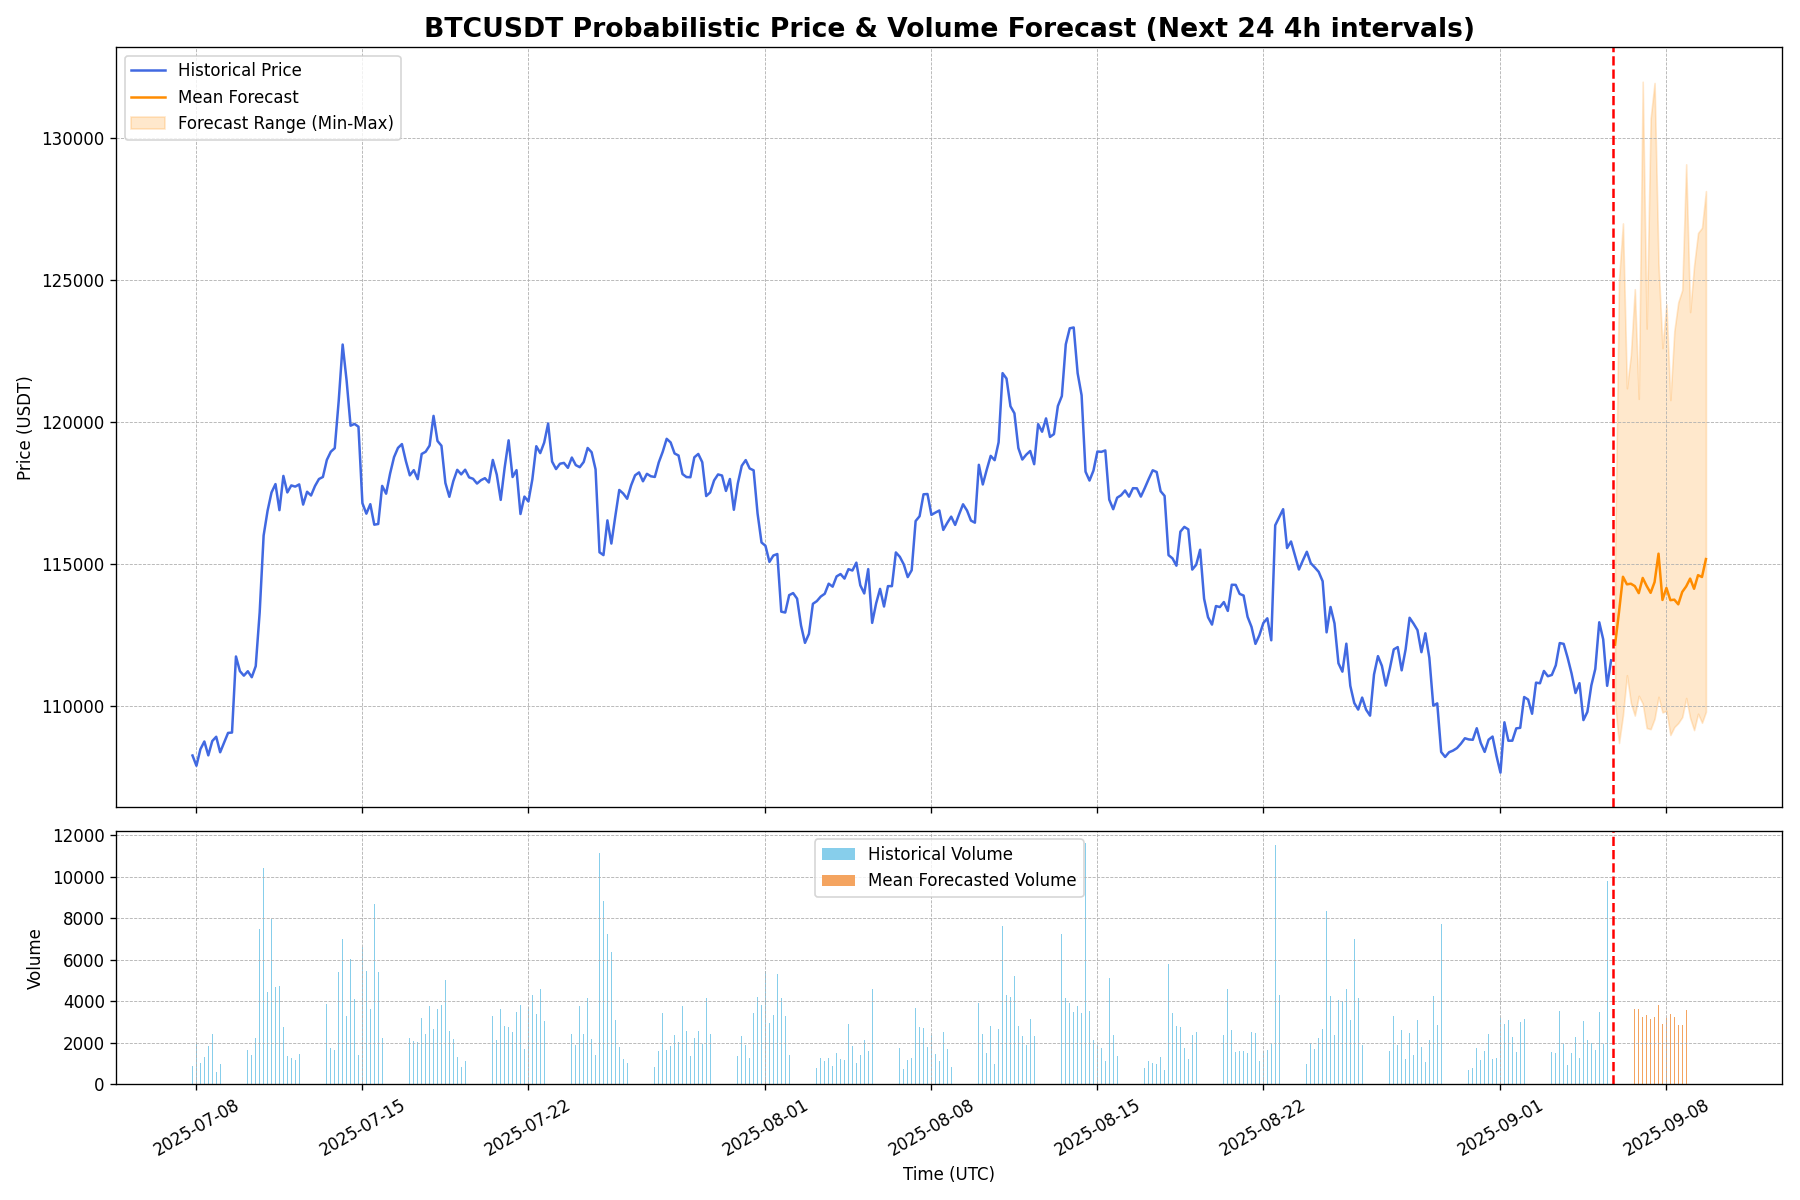 BTCUSDT Probabilistic Price & Volume Forecast (Next 24 4h intervals)
Historical Price
Mean Forecast
Forecast Range (Min-Max)
Price (USDT)
130000
125000
120000
115000
110000
Historical Volume
Mean Forecasted Volume
Volume
12000
10000
8000
6000
4000
2000
0
2025-07-08
2025-07-15
2025-07-22
2025-08-01
2025-08-08
2025-08-15
2025-08-22
2025-09-01
2025-09-08
Time (UTC)